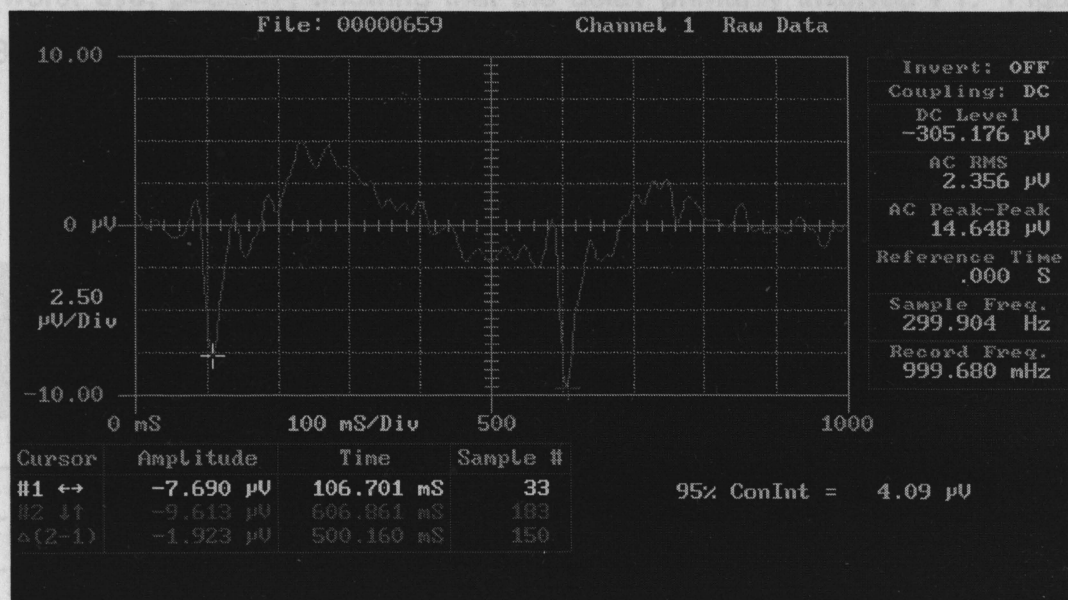 File: 00000659 Channel 1 Raw Data
10.00
0 µV
2.50
µV/Div
-10.00
0 mS 100 mS/Div 500 1000
Invert: OFF
Coupling: DC
DC Level
-305.176 pV
AC RMS
2.356 µV
AC Peak-Peak
14.648 µV
Reference Time
.000 S
Sample Freq.
299.904 Hz
Record Freq.
999.680 mHz
Cursor Amplitude Time Sample #
#1 ↔ -7.690 µV 106.701 mS 33
#2 ↓↑ -9.613 µV 606.861 mS 183
△(2-1) -1.923 µV 500.160 mS 150
95% ConInt = 4.09 µV